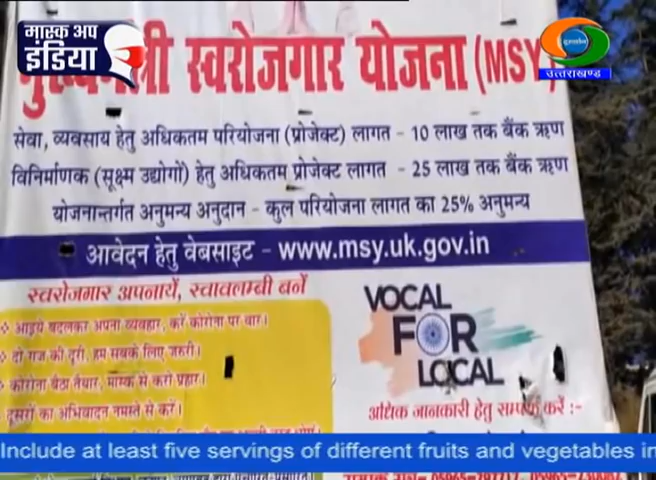 मास्क अप
इंडिया
उत्तराखण्ड
मुख्यमंत्री स्वरोजगार योजना (MSY)
सेवा, व्यवसाय हेतु अधिकतम परियोजना (प्रोजेक्ट) लागत - 10 लाख तक बैंक ऋण
विनिर्माणक (सूक्ष्म उद्योगों) हेतु अधिकतम प्रोजेक्ट लागत - 25 लाख तक बैंक ऋण
योजनान्तर्गत अनुमन्य अनुदान - कुल परियोजना लागत का 25% अनुमन्य
आवेदन हेतु वेबसाइट - www.msy.uk.gov.in
स्वरोजगार अपनायें, स्वावलम्बी बनें
आइये बदलकर अपना व्यवहार, करें कोरोना पर वार।
दो गज की दूरी, हम सबके लिए जरुरी।
कोरोना बैठा तैयार, मास्क से करो प्रहार।
दूसरों का अभिवादन नमस्ते से करें।
VOCAL
FOR
LOCAL
अधिक जानकारी हेतु सम्पर्क करें :-
Include at least five servings of different fruits and vegetables in